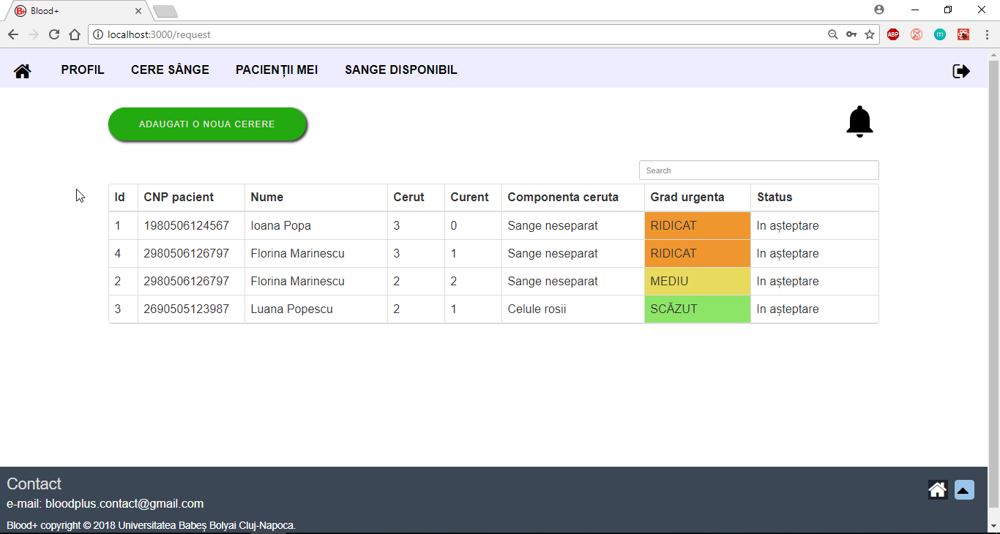 Blood+
localhost:3000/request
ABP
m
PROFIL CERE SÂNGE PACIENȚII MEI SANGE DISPONIBIL
ADAUGATI O NOUA CERERE
Search
Id CNP pacient Nume Cerut Curent Componenta ceruta Grad urgenta Status
1 1980506124567 Ioana Popa 3 0 Sange neseparat RIDICAT In așteptare
4 2980506126797 Florina Marinescu 3 1 Sange neseparat RIDICAT In așteptare
2 2980506126797 Florina Marinescu 2 2 Sange neseparat MEDIU In așteptare
3 2690505123987 Luana Popescu 2 1 Celule rosii SCĂZUT In așteptare
Contact
e-mail: bloodplus.contact@gmail.com
Blood+ copyright © 2018 Universitatea Babeș Bolyai Cluj-Napoca.